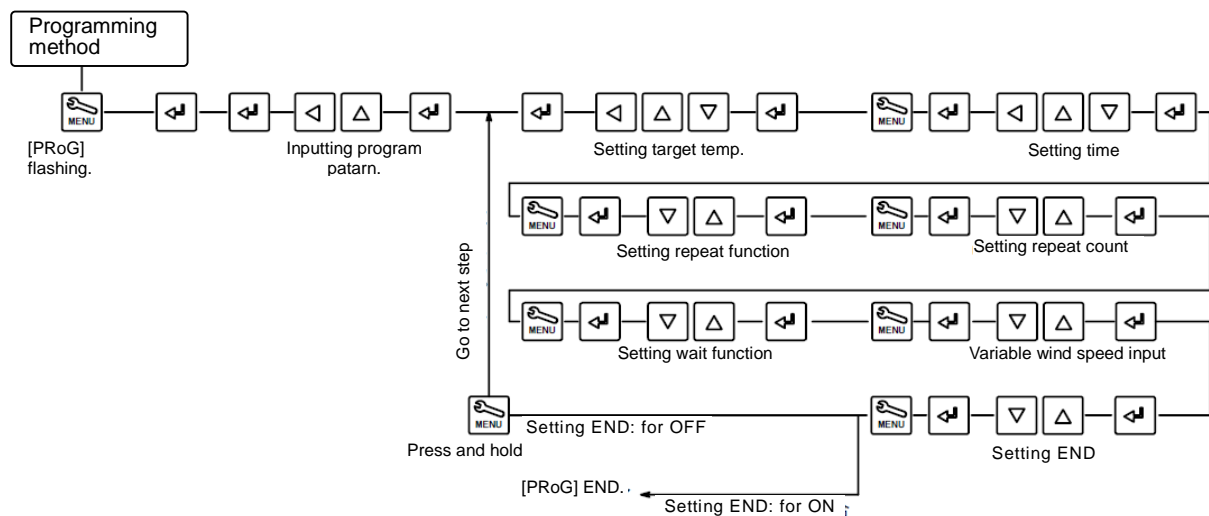 Programming
method
MENU
MENU
[PRoG]
flashing.
Inputting program
patarn.
Setting target temp.
Setting time
MENU
MENU
Setting repeat function
Setting repeat count
Go to next step
MENU
MENU
Setting wait function
Variable wind speed input
MENU
MENU
Setting END: for OFF
Press and hold
Setting END
[PRoG] END.
Setting END: for ON